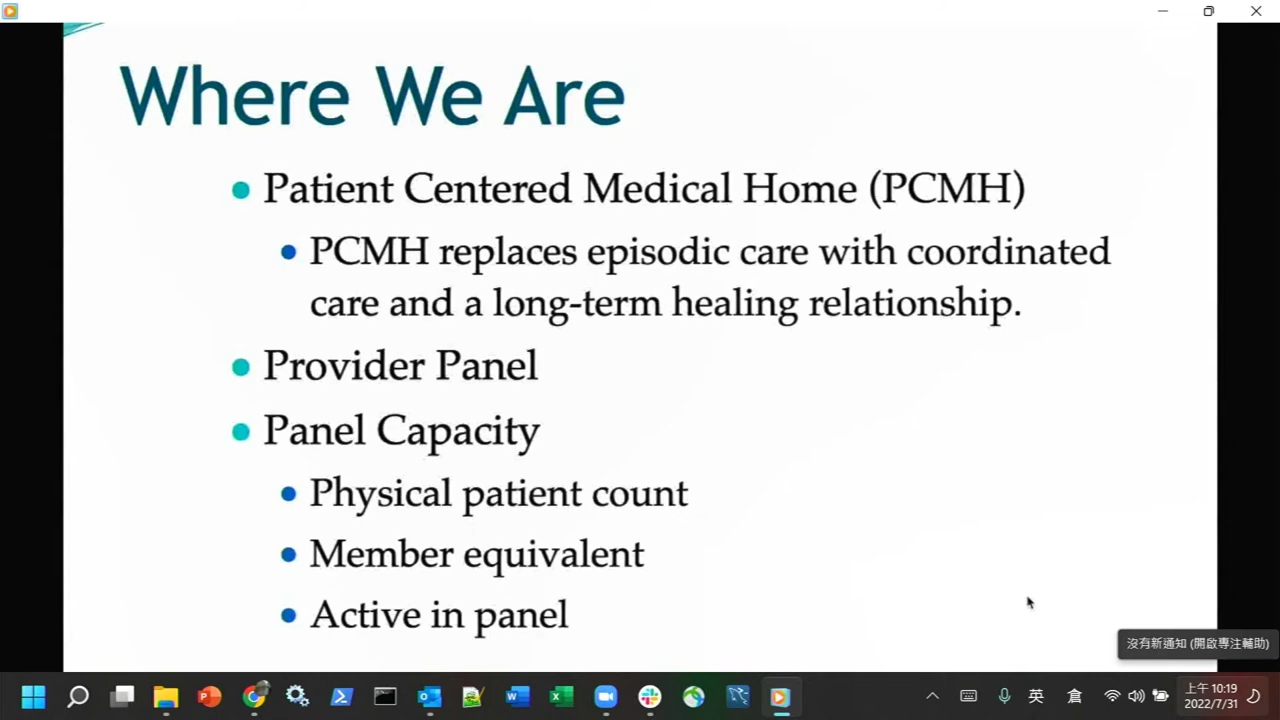 Where We Are
Patient Centered Medical Home (PCMH)
PCMH replaces episodic care with coordinated
care and a long-term healing relationship.
Provider Panel
Panel Capacity
Physical patient count
Member equivalent
Active in panel
沒有新通知 (開啟專注輔助)
英
倉
上午 10:19
2022/7/31